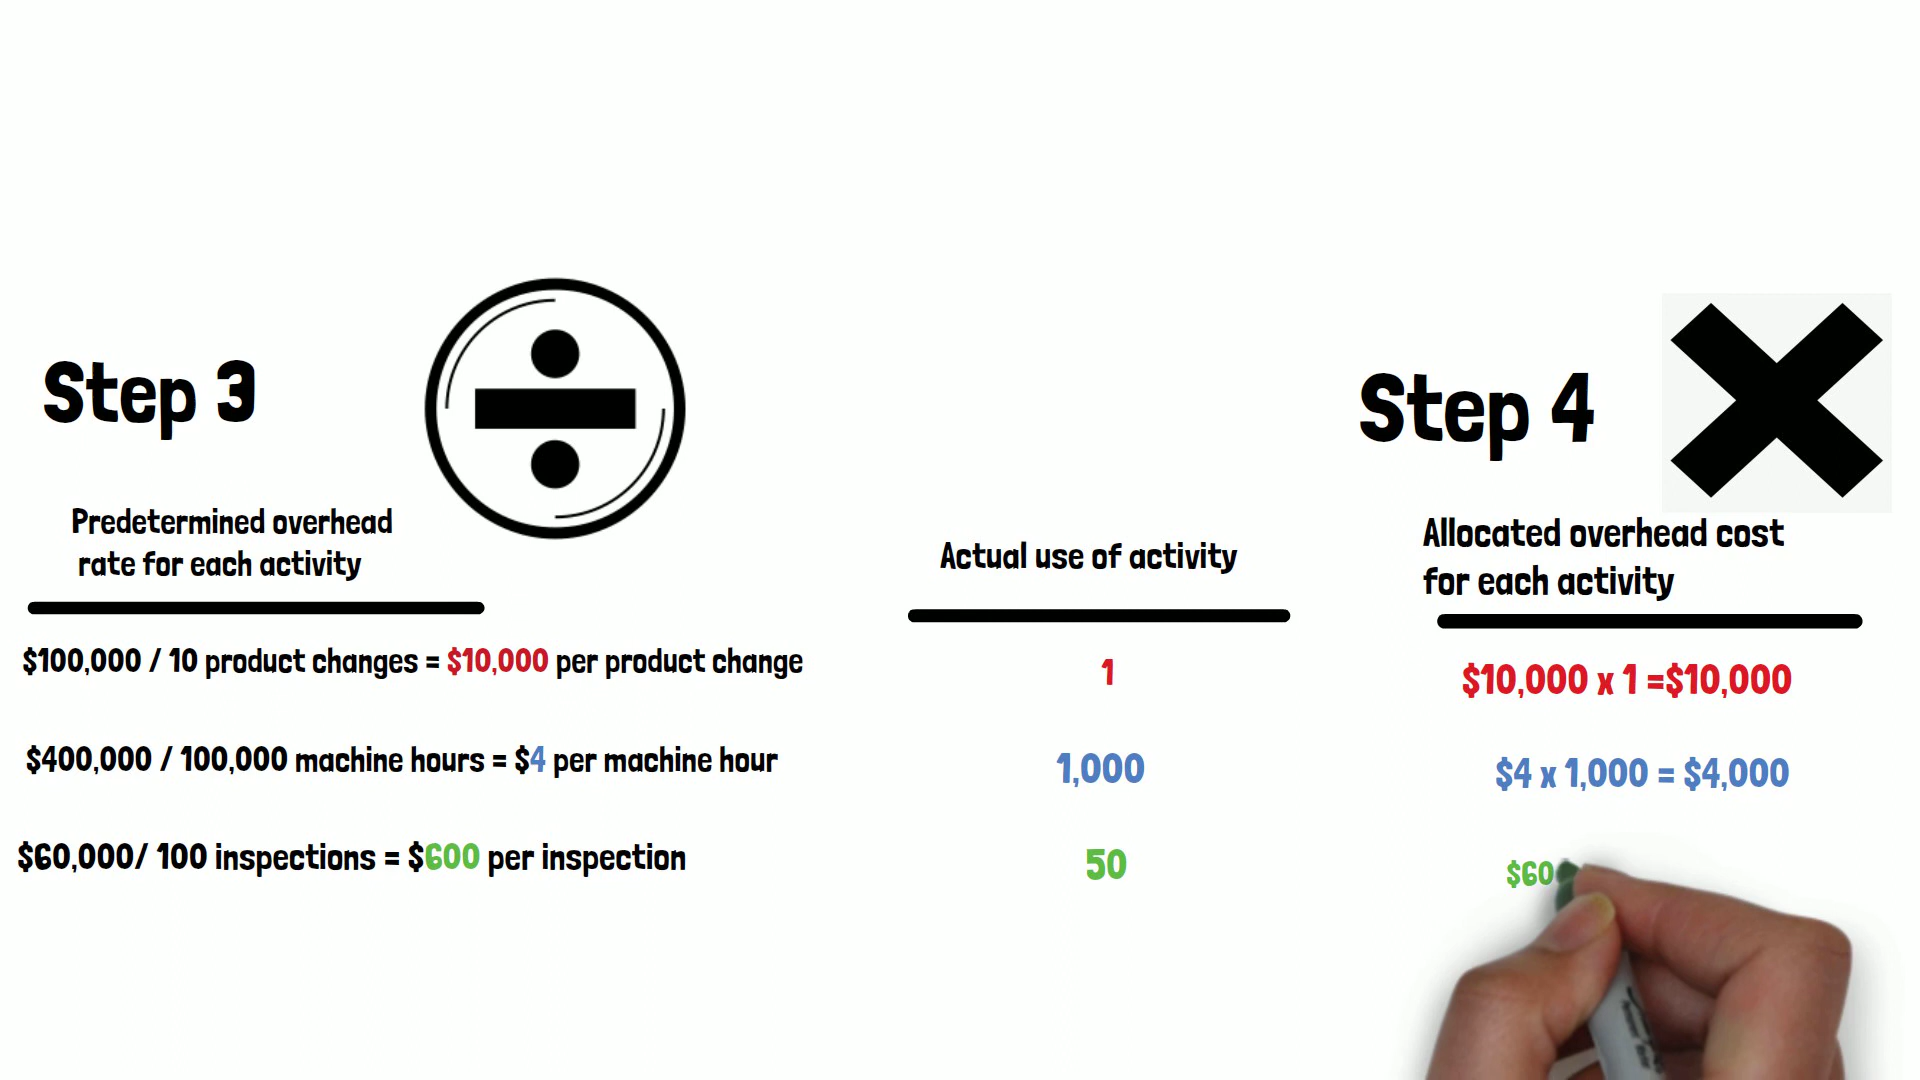 Step 3
Predetermined overhead
rate for each activity
$100,000 / 10 product changes = $10,000 per product change
$400,000 / 100,000 machine hours = $4 per machine hour
$60,000/ 100 inspections = $600 per inspection
Actual use of activity
1
1,000
50
Step 4
Allocated overhead cost
for each activity
$10,000 x 1 =$10,000
$4 x 1,000 = $4,000
$60